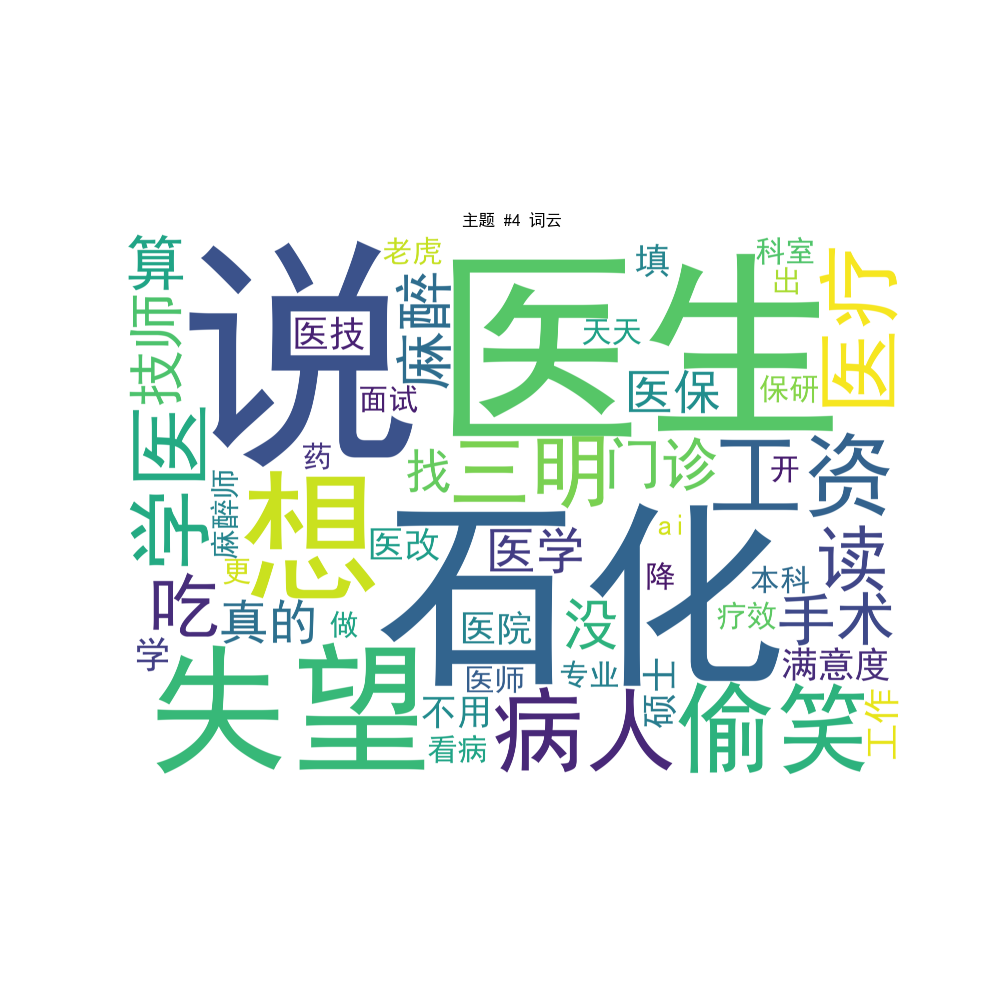 主题 #4 词云
算
说
老虎
麻醉
医生
填
科室
出
医疗
技师
医技
天天
面试
医保
保研
学医
药
找
三明
门诊
工资
开
麻醉师
想
石化
ai
医改
医学
读
更
降
本科
吃
真的
做
医院
没
疗效
手术
学
医师
专业
硕士
满意度
失望
不用
看病
病人
偷笑
工作